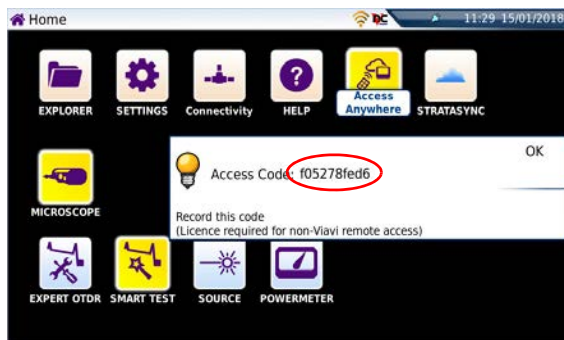 Home
11:29 15/01/2018
EXPLORER
SETTINGS
Connectivity
HELP
Access
Anywhere
STRATASYNC
OK
Access Code: f05278fed6
MICROSCOPE
Record this code
(Licence required for non-Viavi remote access)
EXPERT OTDR
SMART TEST
SOURCE
POWERMETER